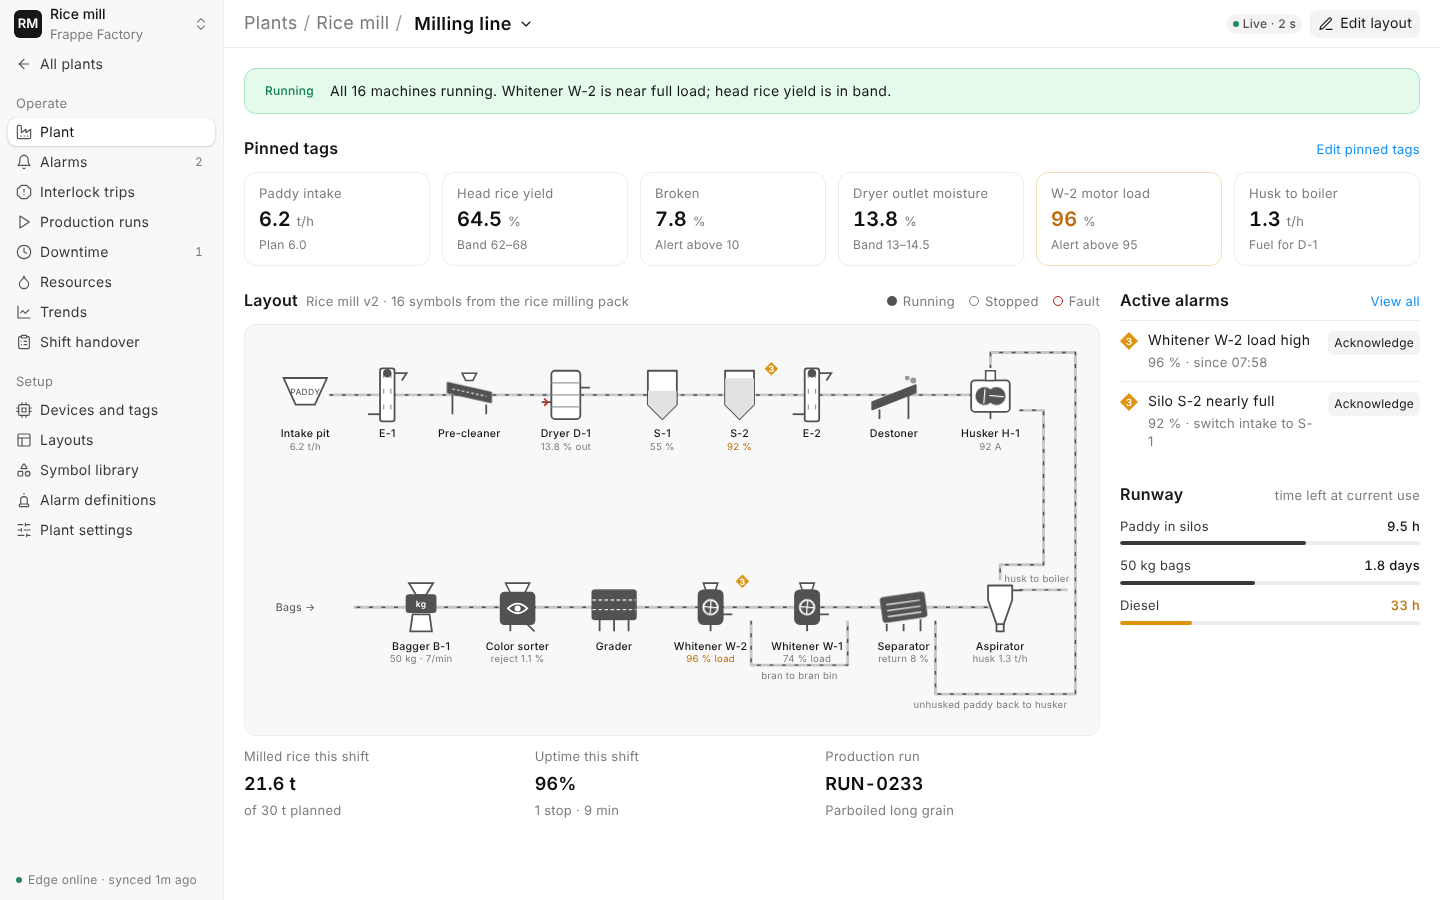 RM
Rice mill
Frappe Factory
All plants
Operate
Plant
Alarms 2
Interlock trips
Production runs
Downtime 1
Resources
Trends
Shift handover
Setup
Devices and tags
Layouts
Symbol library
Alarm definitions
Plant settings
Edge online · synced 1m ago
Plants / Rice mill / Milling line
Live · 2 s
Edit layout
Running All 16 machines running. Whitener W-2 is near full load; head rice yield is in band.
Pinned tags
Edit pinned tags
Paddy intake
6.2 t/h
Plan 6.0
Head rice yield
64.5 %
Band 62–68
Broken
7.8 %
Alert above 10
Dryer outlet moisture
13.8 %
Band 13–14.5
W-2 motor load
96 %
Alert above 95
Husk to boiler
1.3 t/h
Fuel for D-1
Layout Rice mill v2 · 16 symbols from the rice milling pack
Running Stopped Fault
PADDY
3
Intake pit E-1 Pre-cleaner Dryer D-1 S-1 S-2 E-2 Destoner Husker H-1
6.2 t/h 13.8 % out 55 % 92 % 92 A
husk to boiler
3
kg
Bags →
Bagger B-1 Color sorter Grader Whitener W-2 Whitener W-1 Separator Aspirator
50 kg · 7/min reject 1.1 % 96 % load 74 % load return 8 % husk 1.3 t/h
bran to bran bin
unhusked paddy back to husker
Milled rice this shift
21.6 t
of 30 t planned
Uptime this shift
96%
1 stop · 9 min
Production run
RUN-0233
Parboiled long grain
Active alarms
View all
3
Whitener W-2 load high
96 % · since 07:58
Acknowledge
3
Silo S-2 nearly full
92 % · switch intake to S-
1
Acknowledge
Runway
time left at current use
Paddy in silos 9.5 h
50 kg bags 1.8 days
Diesel 33 h